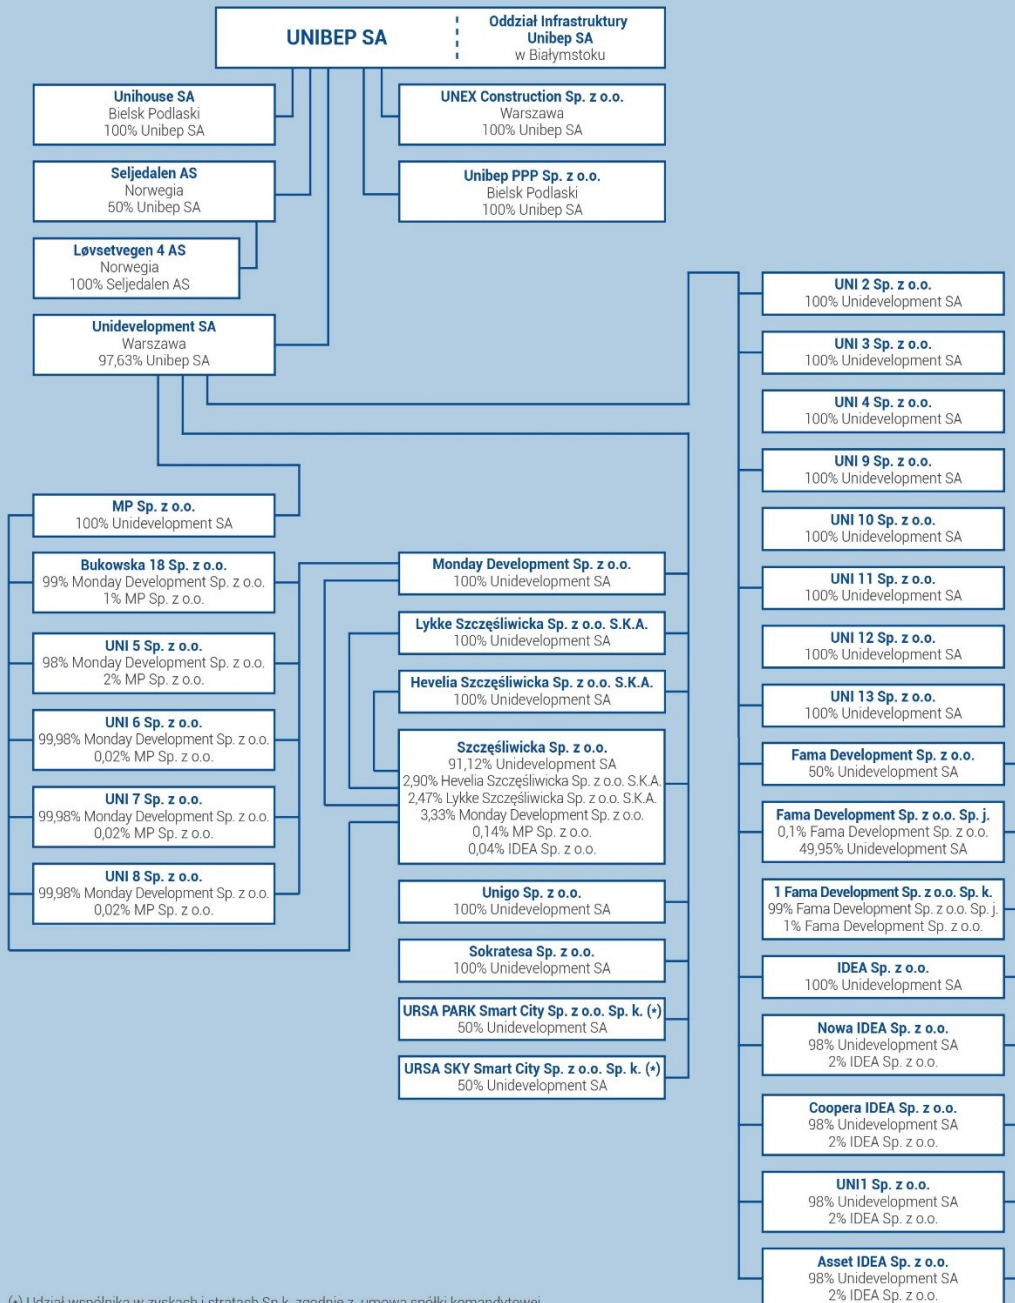 UNIBEP SA
Oddział Infrastruktury
Unibep SA
w Białymstoku
Unihouse SA
Bielsk Podlaski
100% Unibep SA
UNEX Construction Sp. z o.o.
Warszawa
100% Unibep SA
Seljedalen AS
Norwegia
50% Unibep SA
Unibep PPP Sp. z o.o.
Bielsk Podlaski
100% Unibep SA
Løvsetvegen 4 AS
Norwegia
100% Seljedalen AS
Unidevelopment SA
Warszawa
97,63% Unibep SA
MP Sp. z o.o.
100% Unidevelopment SA
Bukowska 18 Sp. z o.o.
99% Monday Development Sp. z o.o.
1% MP Sp. z o.o.
UNI 5 Sp. z o.o.
98% Monday Development Sp. z o.o.
2% MP Sp. z o.o.
UNI 6 Sp. z o.o.
99,98% Monday Development Sp. z o.o.
0,02% MP Sp. z o.o.
UNI 7 Sp. z o.o.
99,98% Monday Development Sp. z o.o.
0,02% MP Sp. z o.o.
UNI 8 Sp. z o.o.
99,98% Monday Development Sp. z o.o.
0,02% MP Sp. z o.o.
Monday Development Sp. z o.o.
100% Unidevelopment SA
Lykke Szczęśliwicka Sp. z o.o. S.K.A.
100% Unidevelopment SA
Hevelia Szczęśliwicka Sp. z o.o. S.K.A.
100% Unidevelopment SA
Szczęśliwicka Sp. z o.o.
91,12% Unidevelopment SA
2,90% Hevelia Szczęśliwicka Sp. z o.o. S.K.A.
2,47% Lykke Szczęśliwicka Sp. z o.o. S.K.A.
3,33% Monday Development Sp. z o.o.
0,14% MP Sp. z o.o.
0,04% IDEA Sp. z o.o.
Unigo Sp. z o.o.
100% Unidevelopment SA
Sokratesa Sp. z o.o.
100% Unidevelopment SA
URSA PARK Smart City Sp. z o.o. Sp. k. (*)
50% Unidevelopment SA
URSA SKY Smart City Sp. z o.o. Sp. k. (*)
50% Unidevelopment SA
UNI 2 Sp. z o.o.
100% Unidevelopment SA
UNI 3 Sp. z o.o.
100% Unidevelopment SA
UNI 4 Sp. z o.o.
100% Unidevelopment SA
UNI 9 Sp. z o.o.
100% Unidevelopment SA
UNI 10 Sp. z o.o.
100% Unidevelopment SA
UNI 11 Sp. z o.o.
100% Unidevelopment SA
UNI 12 Sp. z o.o.
100% Unidevelopment SA
UNI 13 Sp. z o.o.
100% Unidevelopment SA
Fama Development Sp. z o.o.
50% Unidevelopment SA
Fama Development Sp. z o.o. Sp. j.
0,1% Fama Development Sp. z o.o.
49,95% Unidevelopment SA
1 Fama Development Sp. z o.o. Sp. k.
99% Fama Development Sp. z o.o. Sp. j.
1% Fama Development Sp. z o.o.
IDEA Sp. z o.o.
100% Unidevelopment SA
Nowa IDEA Sp. z o.o.
98% Unidevelopment SA
2% IDEA Sp. z o.o.
Coopera IDEA Sp. z o.o.
98% Unidevelopment SA
2% IDEA Sp. z o.o.
UNI1 Sp. z o.o.
98% Unidevelopment SA
2% IDEA Sp. z o.o.
Asset IDEA Sp. z o.o.
98% Unidevelopment SA
2% IDEA Sp. z o.o.
(*) Udział wspólnika w zyskach i stratach Sp.k. zgodnie z umową spółki komandytowej